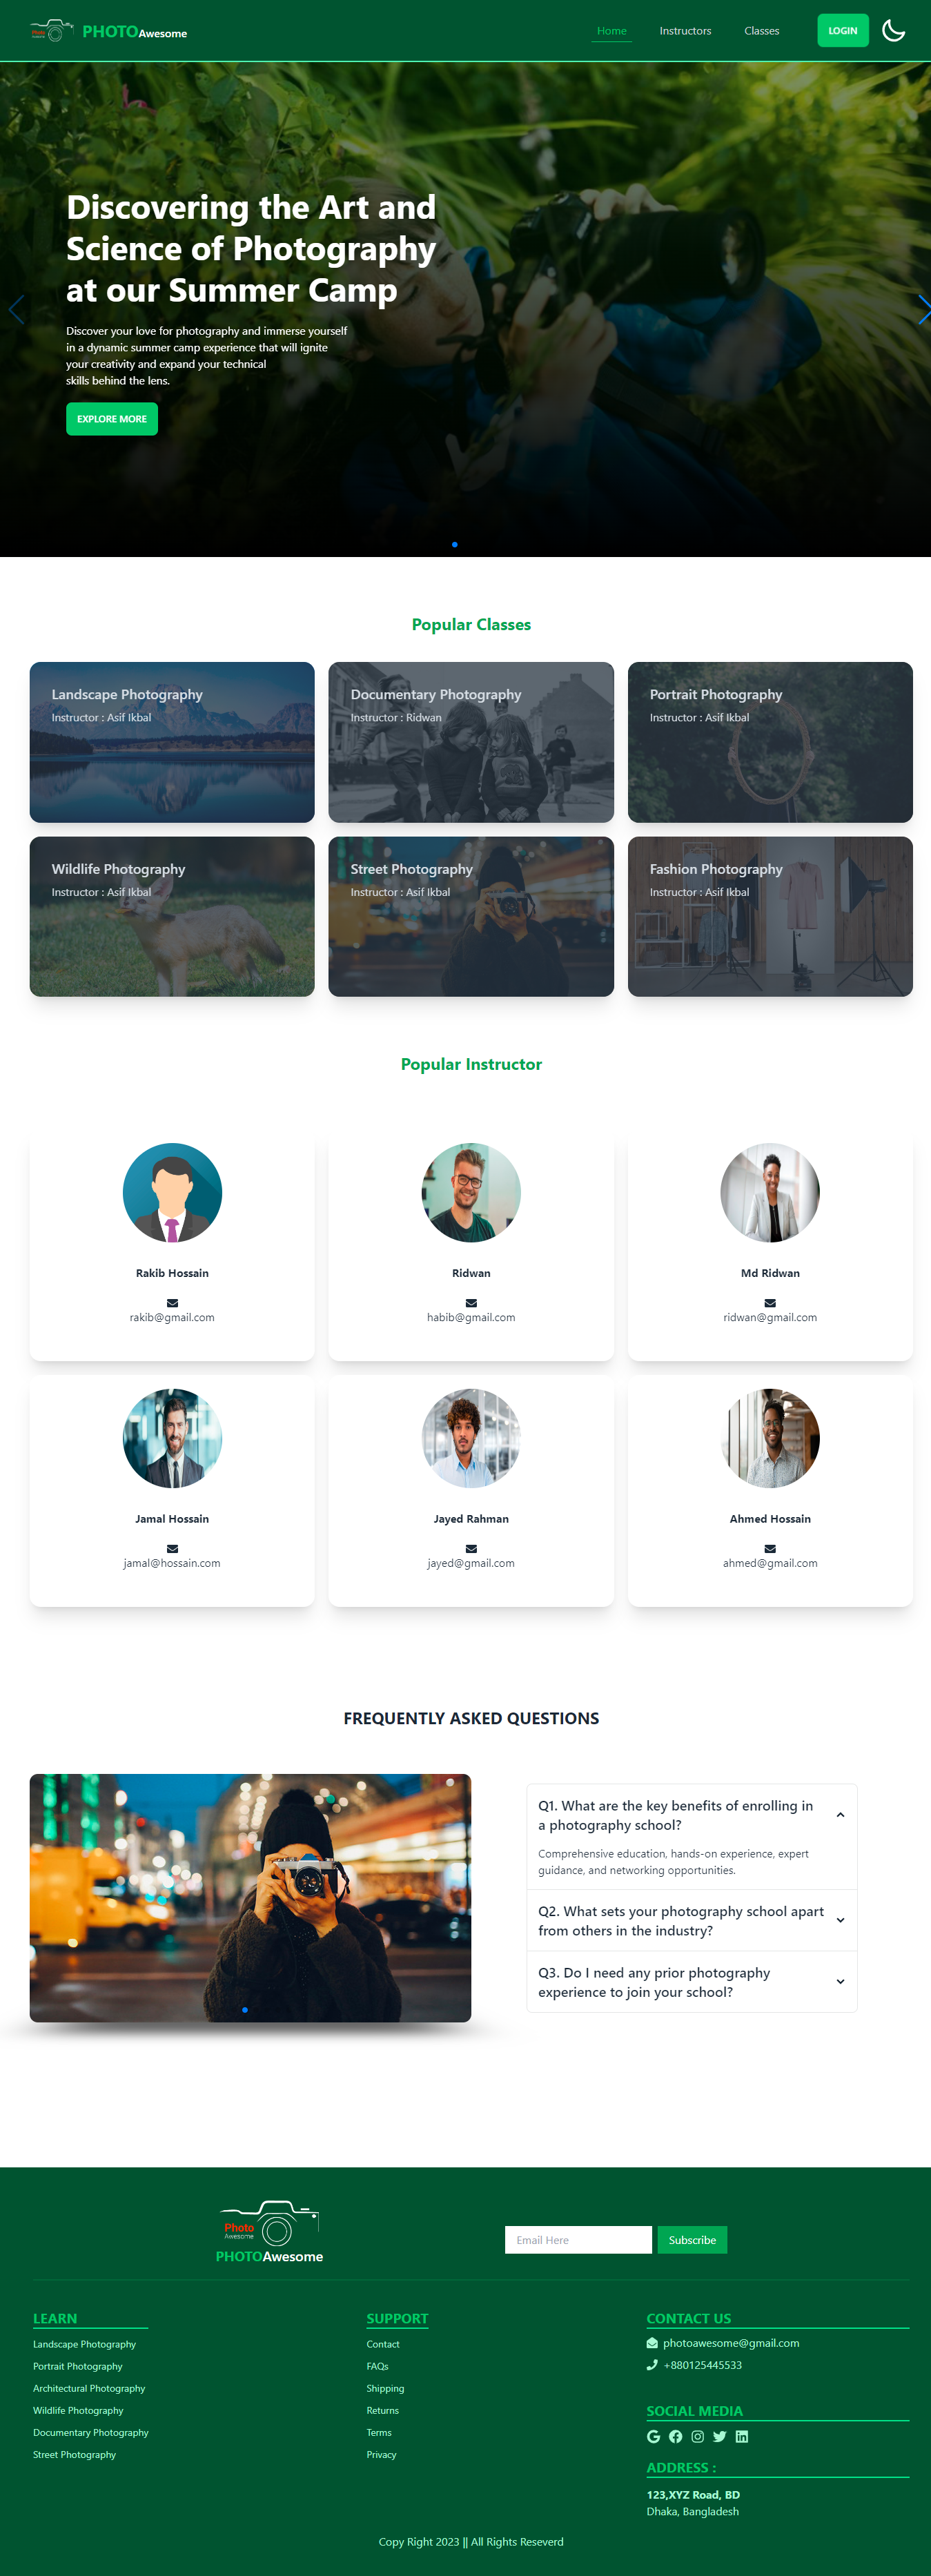 Photo
Awesome
PHOTOAwesome
Home
Instructors
Classes
LOGIN
Discovering the Art and
Science of Photography
at our Summer Camp
Discover your love for photography and immerse yourself
in a dynamic summer camp experience that will ignite
your creativity and expand your technical
skills behind the lens.
EXPLORE MORE
Popular Classes
Landscape Photography
Instructor : Asif Ikbal
Documentary Photography
Instructor : Ridwan
Portrait Photography
Instructor : Asif Ikbal
Wildlife Photography
Instructor : Asif Ikbal
Street Photography
Instructor : Asif Ikbal
Fashion Photography
Instructor : Asif Ikbal
Popular Instructor
Rakib Hossain
rakib@gmail.com
Ridwan
habib@gmail.com
Md Ridwan
ridwan@gmail.com
Jamal Hossain
jamal@hossain.com
Jayed Rahman
jayed@gmail.com
Ahmed Hossain
ahmed@gmail.com
FREQUENTLY ASKED QUESTIONS
Q1. What are the key benefits of enrolling in
a photography school?
Comprehensive education, hands-on experience, expert
guidance, and networking opportunities.
Q2. What sets your photography school apart
from others in the industry?
Q3. Do I need any prior photography
experience to join your school?
Photo
Awesome
PHOTOAwesome
Email Here
Subscribe
LEARN
Landscape Photography
Portrait Photography
Architectural Photography
Wildlife Photography
Documentary Photography
Street Photography
SUPPORT
Contact
FAQs
Shipping
Returns
Terms
Privacy
CONTACT US
photoawesome@gmail.com
+880125445533
SOCIAL MEDIA
ADDRESS :
123,XYZ Road, BD
Dhaka, Bangladesh
Copy Right 2023 || All Rights Reseverd